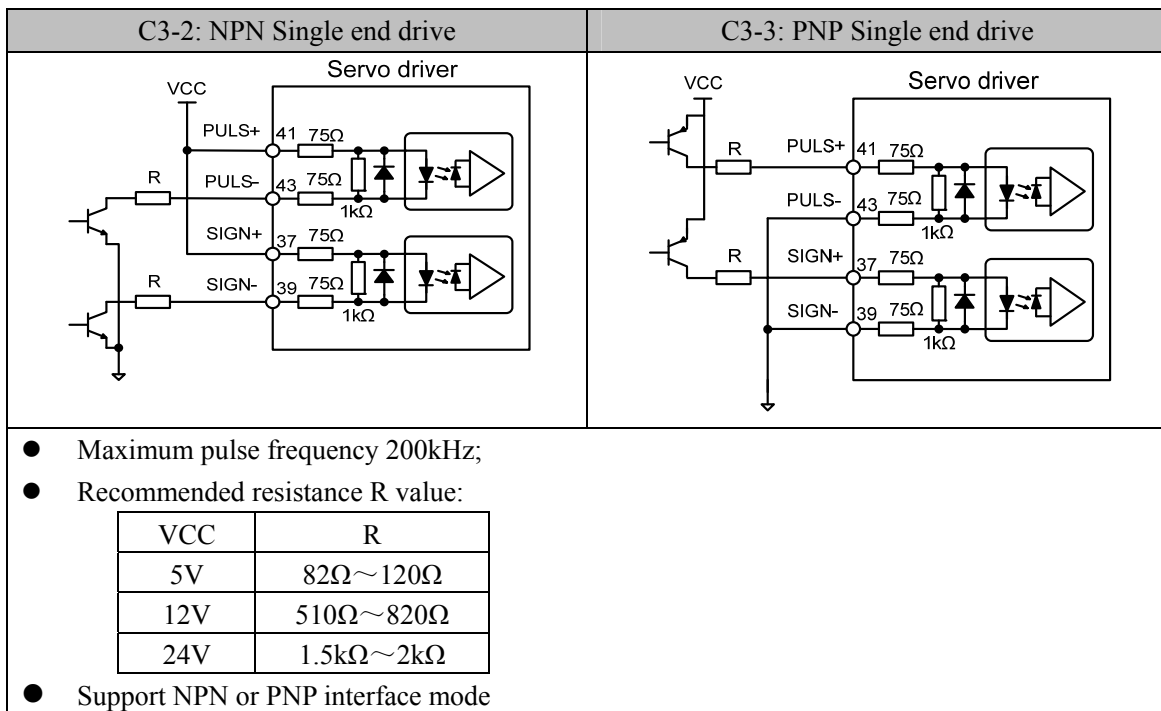 C3-2: NPN Single end drive
C3-3: PNP Single end drive
Servo driver
VCC
PULS+
41
75Ω
R
PULS-
43
75Ω
1kΩ
SIGN+
37
75Ω
R
SIGN-
39
75Ω
1kΩ
Servo driver
VCC
R
PULS+
41
75Ω
PULS-
43
75Ω
1kΩ
R
SIGN+
37
75Ω
SIGN-
39
75Ω
1kΩ
● Maximum pulse frequency 200kHz;
● Recommended resistance R value:
VCC R
5V 82Ω～120Ω
12V 510Ω～820Ω
24V 1.5kΩ～2kΩ
● Support NPN or PNP interface mode